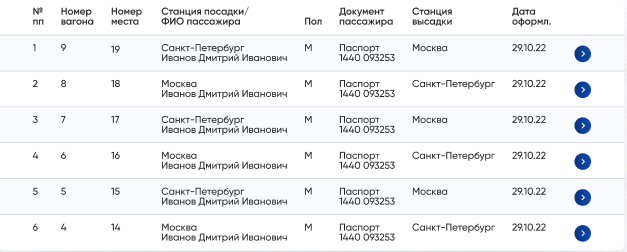 № пп Номер вагона Номер места Станция посадки/ ФИО пассажира Пол Документ пассажира Станция высадки Дата оформл.
1 9 19 Санкт-Петербург М Паспорт Москва 29.10.22
Иванов Дмитрий Иванович 1440 093253
2 8 18 Москва М Паспорт Санкт-Петербург 29.10.22
Иванов Дмитрий Иванович 1440 093253
3 7 17 Санкт-Петербург М Паспорт Москва 29.10.22
Иванов Дмитрий Иванович 1440 093253
4 6 16 Москва М Паспорт Санкт-Петербург 29.10.22
Иванов Дмитрий Иванович 1440 093253
5 5 15 Санкт-Петербург М Паспорт Москва 29.10.22
Иванов Дмитрий Иванович 1440 093253
6 4 14 Москва М Паспорт Санкт-Петербург 29.10.22
Иванов Дмитрий Иванович 1440 093253